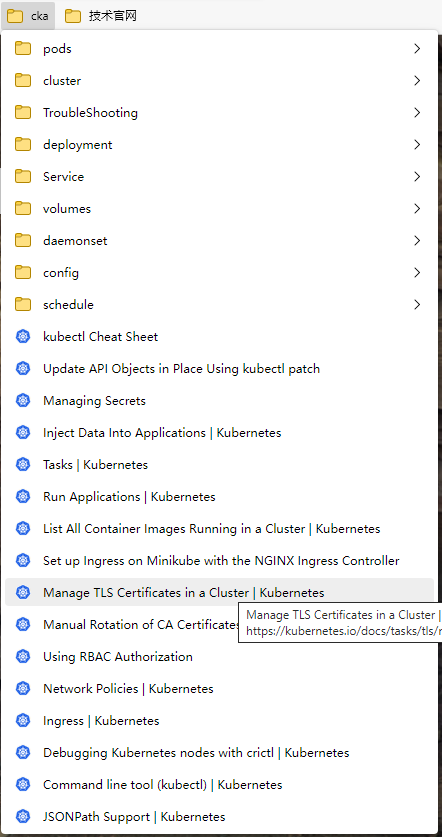 cka 技术官网
pods
cluster
TroubleShooting
deployment
Service
volumes
daemonset
config
schedule
kubectl Cheat Sheet
Update API Objects in Place Using kubectl patch
Managing Secrets
Inject Data Into Applications | Kubernetes
Tasks | Kubernetes
Run Applications | Kubernetes
List All Container Images Running in a Cluster | Kubernetes
Set up Ingress on Minikube with the NGINX Ingress Controller
Manage TLS Certificates in a Cluster | Kubernetes
Manage TLS Certificates in a Cluster |
https://kubernetes.io/docs/tasks/tls/
Manual Rotation of CA Certificates
Using RBAC Authorization
Network Policies | Kubernetes
Ingress | Kubernetes
Debugging Kubernetes nodes with crictl | Kubernetes
Command line tool (kubectl) | Kubernetes
JSONPath Support | Kubernetes